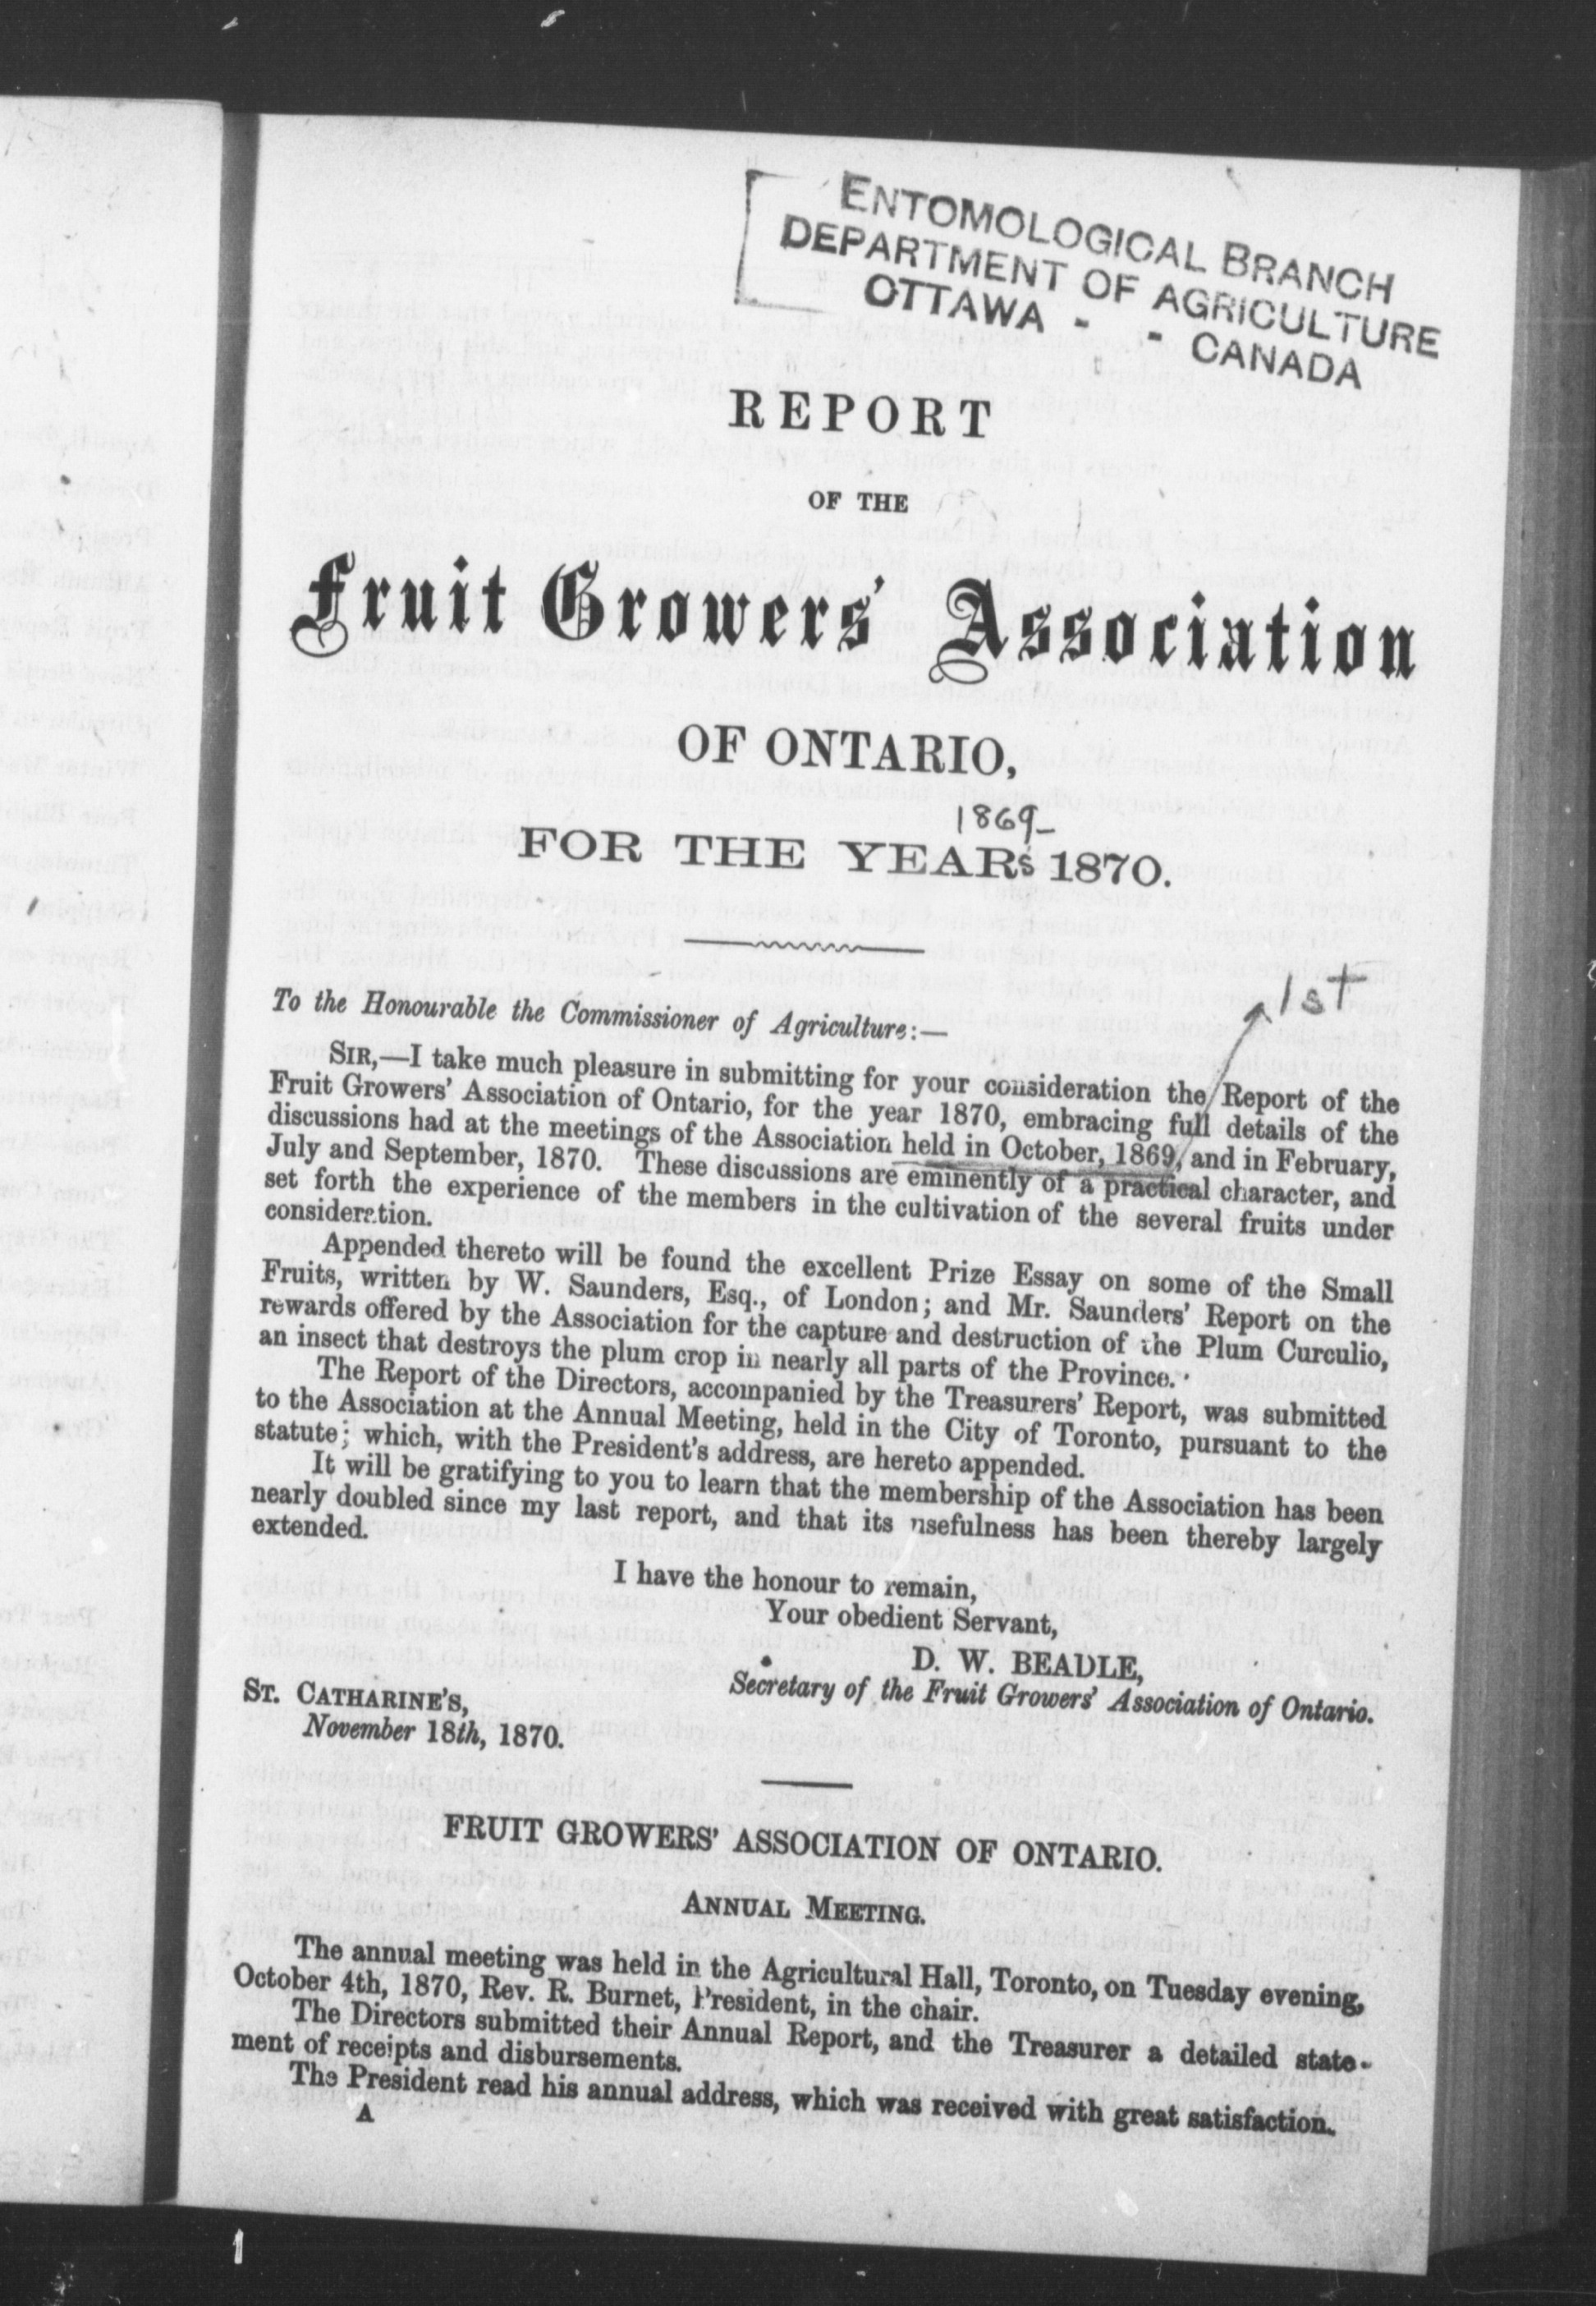 ENTOMOLOGICAL BRANCH
DEPARTMENT OF AGRICULTURE
OTTAWA - - CANADA
REPORT
OF THE
Fruit Growers' Association
OF ONTARIO,
1869-
FOR THE YEARs 1870.
1st
To the Honourable the Commissioner of Agriculture:—
SIR,—I take much pleasure in submitting for your consideration the Report of the
Fruit Growers' Association of Ontario, for the year 1870, embracing full details of the
discussions had at the meetings of the Association held in October, 1869, and in February,
July and September, 1870. These discussions are eminently of a practical character, and
set forth the experience of the members in the cultivation of the several fruits under
consideration.
Appended thereto will be found the excellent Prize Essay on some of the Small
Fruits, written by W. Saunders, Esq., of London; and Mr. Saunders' Report on the
rewards offered by the Association for the capture and destruction of the Plum Curculio,
an insect that destroys the plum crop in nearly all parts of the Province.
The Report of the Directors, accompanied by the Treasurers' Report, was submitted
to the Association at the Annual Meeting, held in the City of Toronto, pursuant to the
statute; which, with the President's address, are hereto appended.
It will be gratifying to you to learn that the membership of the Association has been
nearly doubled since my last report, and that its usefulness has been thereby largely
extended.
I have the honour to remain,
Your obedient Servant,
D. W. BEADLE,
Secretary of the Fruit Growers' Association of Ontario.
ST. CATHARINE'S,
November 18th, 1870.
FRUIT GROWERS' ASSOCIATION OF ONTARIO.
ANNUAL MEETING.
The annual meeting was held in the Agricultural Hall, Toronto, on Tuesday evening,
October 4th, 1870, Rev. R. Burnet, President, in the chair.
The Directors submitted their Annual Report, and the Treasurer a detailed state-
ment of receipts and disbursements.
The President read his annual address, which was received with great satisfaction.
A